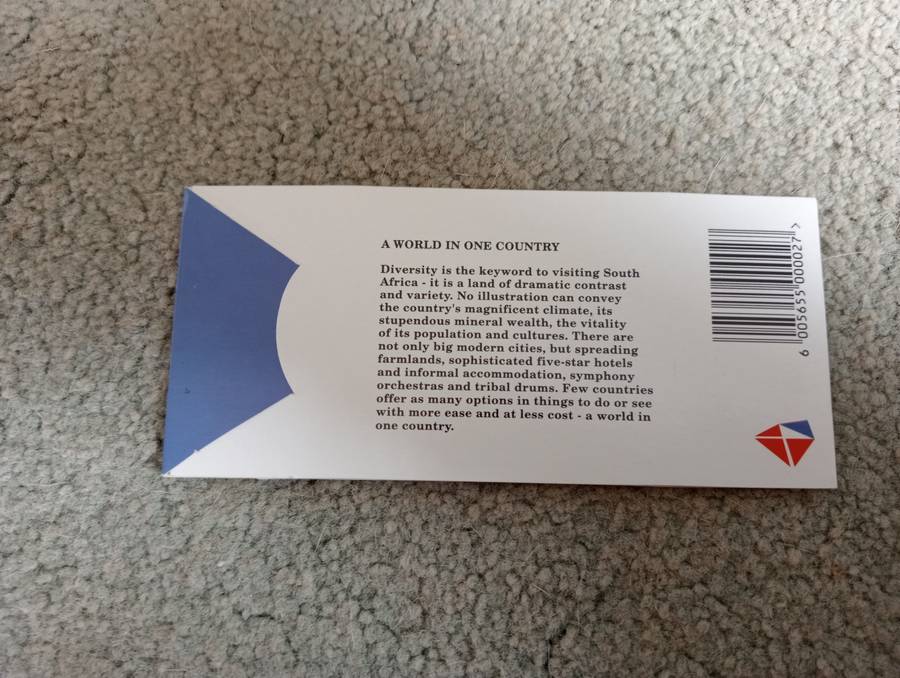 A WORLD IN ONE COUNTRY
Diversity is the keyword to visiting South
Africa - it is a land of dramatic contrast
and variety. No illustration can convey
the country's magnificent climate, its
stupendous mineral wealth, the vitality
of its population and cultures. There are
not only big modern cities, but spreading
farmlands, sophisticated five-star hotels
and informal accommodation, symphony
orchestras and tribal drums. Few countries
offer as many options in things to do or see
with more ease and at less cost - a world in
one country.
6 005655 000027 >